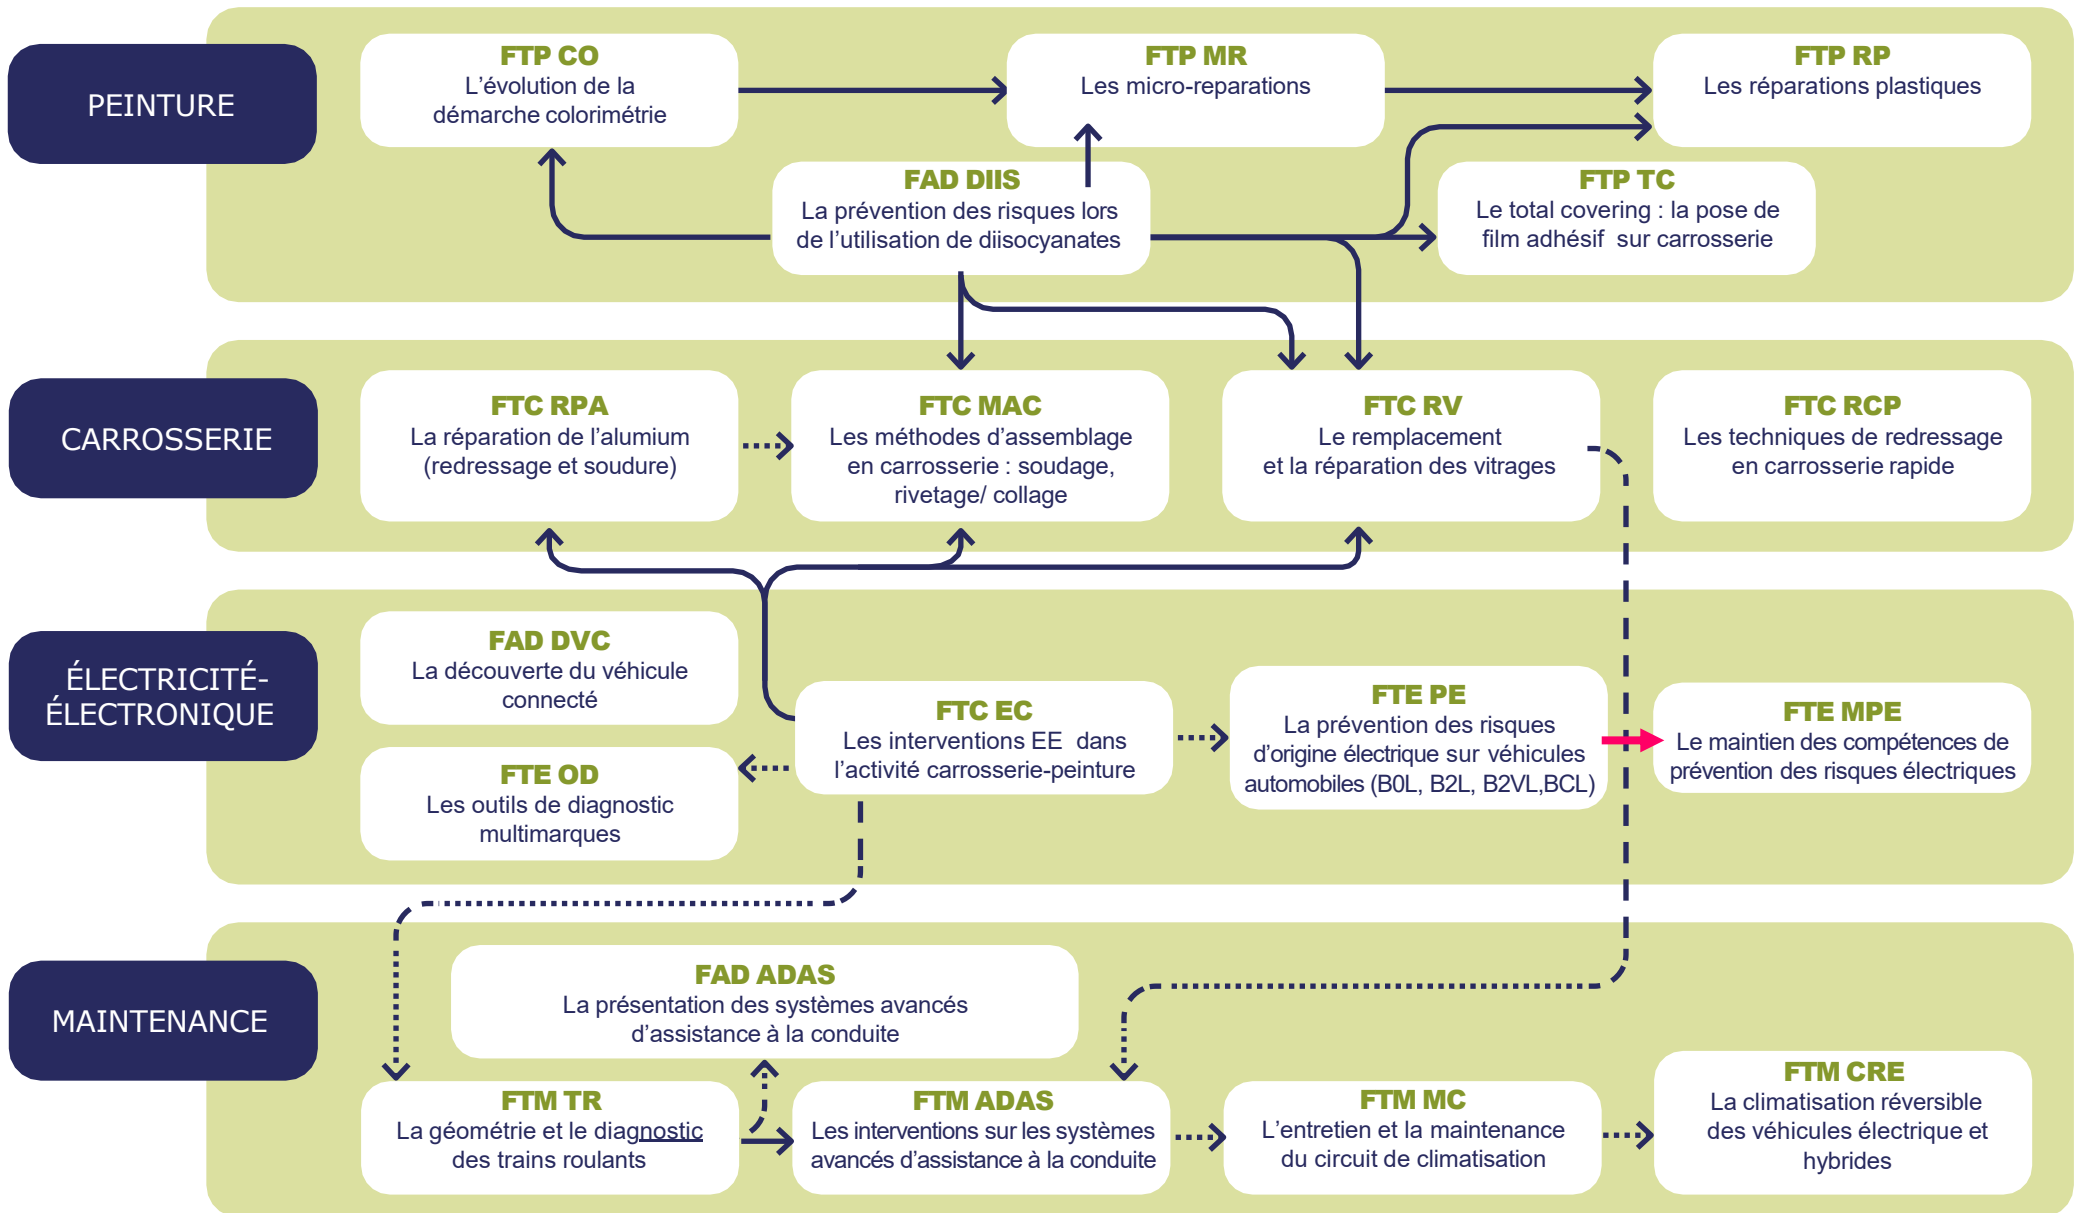 PEINTURE
FTP CO
L’évolution de la
démarche colorimétrie
FTP MR
Les micro-reparations
FTP RP
Les réparations plastiques
FAD DIIS
La prévention des risques lors
de l’utilisation de diisocyanates
FTP TC
Le total covering : la pose de
film adhésif sur carrosserie
CARROSSERIE
FTC RPA
La réparation de l’alumium
(redressage et soudure)
FTC MAC
Les méthodes d’assemblage
en carrosserie : soudage,
rivetage/ collage
FTC RV
Le remplacement
et la réparation des vitrages
FTC RCP
Les techniques de redressage
en carrosserie rapide
ÉLECTRICITÉ-
ÉLECTRONIQUE
FAD DVC
La découverte du véhicule
connecté
FTE OD
Les outils de diagnostic
multimarques
FTC EC
Les interventions EE dans
l’activité carrosserie-peinture
FTE PE
La prévention des risques
d’origine électrique sur véhicules
automobiles (B0L, B2L, B2VL,BCL)
FTE MPE
Le maintien des compétences de
prévention des risques électriques
MAINTENANCE
FAD ADAS
La présentation des systèmes avancés
d’assistance à la conduite
FTM TR
La géométrie et le diagnostic
des trains roulants
FTM ADAS
Les interventions sur les systèmes
avancés d’assistance à la conduite
FTM MC
L’entretien et la maintenance
du circuit de climatisation
FTM CRE
La climatisation réversible
des véhicules électrique et
hybrides